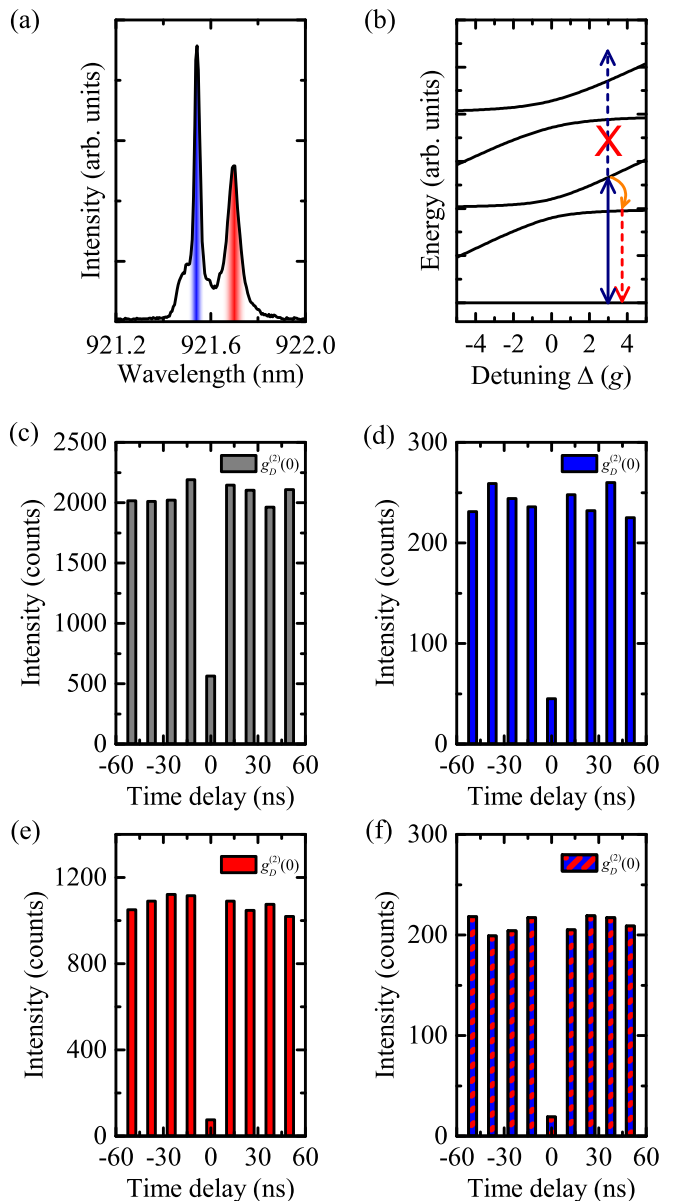 (a)
Intensity (arb. units)
921.2 921.6 922.0
Wavelength (nm)
(b)
Energy (arb. units)
X
-4 -2 0 2 4
Detuning Δ (g)
(c)
Intensity (counts)
2500
2000
1500
1000
500
0
g_D^(2)(0)
-60 -30 0 30 60
Time delay (ns)
(d)
Intensity (counts)
300
200
100
0
g_D^(2)(0)
-60 -30 0 30 60
Time delay (ns)
(e)
Intensity (counts)
1200
800
400
0
g_D^(2)(0)
-60 -30 0 30 60
Time delay (ns)
(f)
Intensity (counts)
300
200
100
0
g_D^(2)(0)
-60 -30 0 30 60
Time delay (ns)